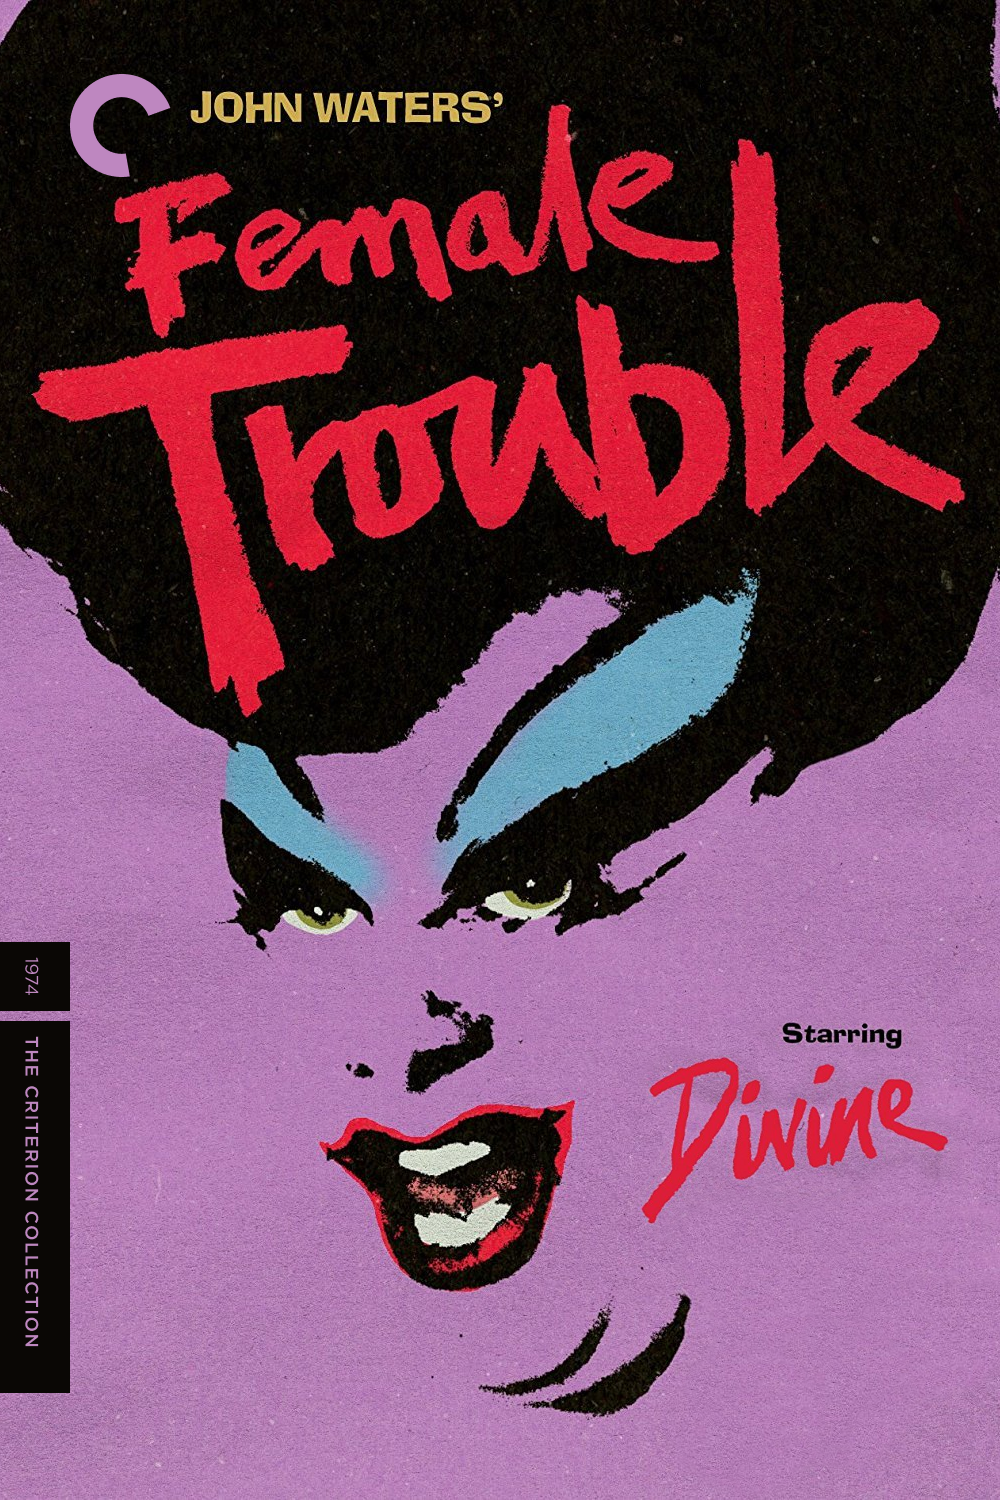 JOHN WATERS'
Female
Trouble
Starring
Divine
1974
THE CRITERION COLLECTION